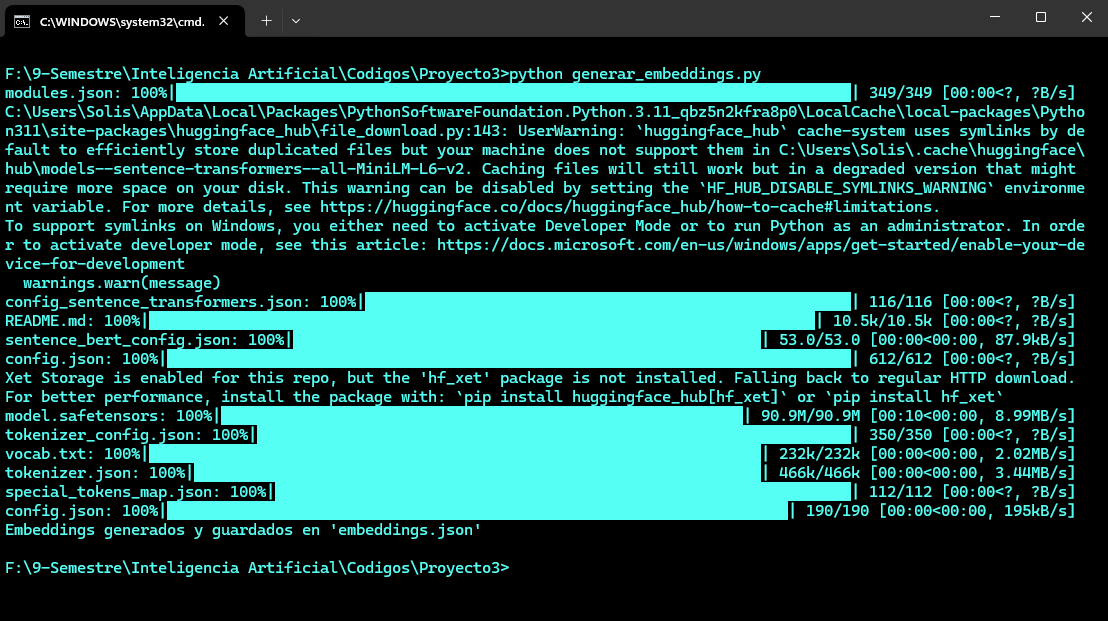 C:\WINDOWS\system32\cmd.
F:\9-Semestre\Inteligencia Artificial\Codigos\Proyecto3>python generar_embeddings.py
modules.json: 100%| | 349/349 [00:00<?, ?B/s]
C:\Users\Solis\AppData\Local\Packages\PythonSoftwareFoundation.Python.3.11_qbz5n2kfra8p0\LocalCache\local-packages\Pytho
n311\site-packages\huggingface_hub\file_download.py:143: UserWarning: `huggingface_hub` cache-system uses symlinks by de
fault to efficiently store duplicated files but your machine does not support them in C:\Users\Solis\.cache\huggingface\
hub\models--sentence-transformers--all-MiniLM-L6-v2. Caching files will still work but in a degraded version that might
require more space on your disk. This warning can be disabled by setting the `HF_HUB_DISABLE_SYMLINKS_WARNING` environme
nt variable. For more details, see https://huggingface.co/docs/huggingface_hub/how-to-cache#limitations.
To support symlinks on Windows, you either need to activate Developer Mode or to run Python as an administrator. In orde
r to activate developer mode, see this article: https://docs.microsoft.com/en-us/windows/apps/get-started/enable-your-de
vice-for-development
  warnings.warn(message)
config_sentence_transformers.json: 100%| | 116/116 [00:00<?, ?B/s]
README.md: 100%| | 10.5k/10.5k [00:00<?, ?B/s]
sentence_bert_config.json: 100%| | 53.0/53.0 [00:00<00:00, 87.9kB/s]
config.json: 100%| | 612/612 [00:00<?, ?B/s]
Xet Storage is enabled for this repo, but the 'hf_xet' package is not installed. Falling back to regular HTTP download.
For better performance, install the package with: `pip install huggingface_hub[hf_xet]` or `pip install hf_xet`
model.safetensors: 100%| | 90.9M/90.9M [00:10<00:00, 8.99MB/s]
tokenizer_config.json: 100%| | 350/350 [00:00<?, ?B/s]
vocab.txt: 100%| | 232k/232k [00:00<00:00, 2.02MB/s]
tokenizer.json: 100%| | 466k/466k [00:00<00:00, 3.44MB/s]
special_tokens_map.json: 100%| | 112/112 [00:00<?, ?B/s]
config.json: 100%| | 190/190 [00:00<00:00, 195kB/s]
Embeddings generados y guardados en 'embeddings.json'
F:\9-Semestre\Inteligencia Artificial\Codigos\Proyecto3>